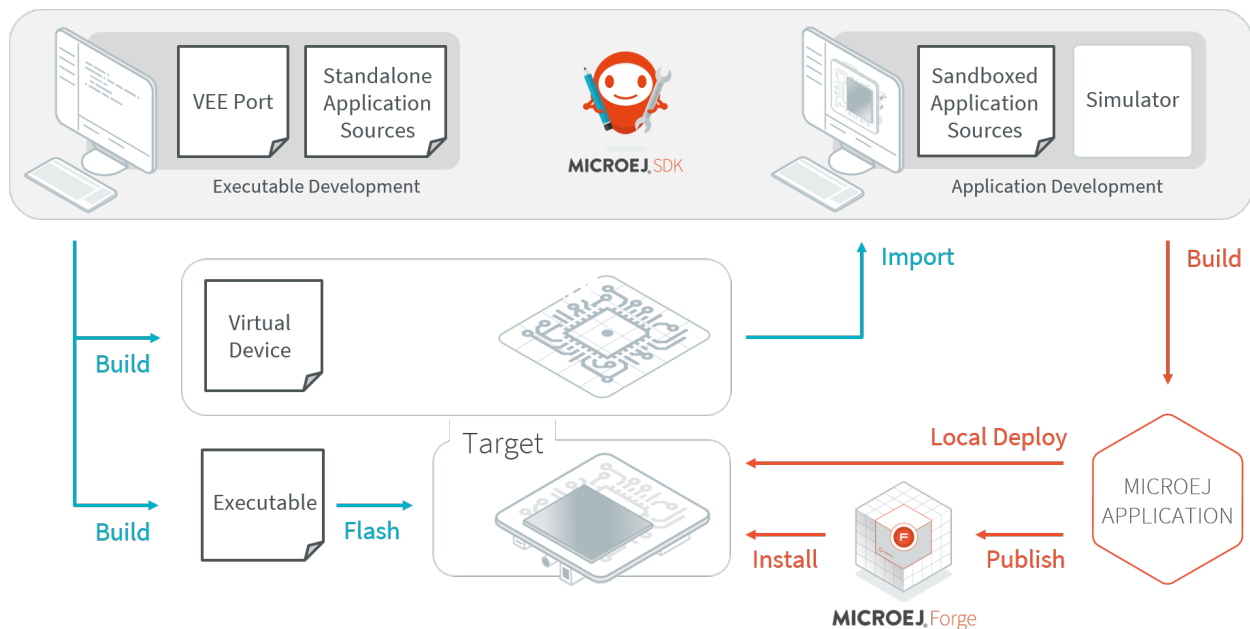 VEE Port
Standalone
Application
Sources
Executable Development
MICROEJ® SDK
Sandboxed
Application
Sources
Simulator
Application Development
Import
Build
Virtual
Device
Build
Target
Local Deploy
MICROEJ
APPLICATION
Executable
Build
Flash
Install
F
Publish
MICROEJ® Forge